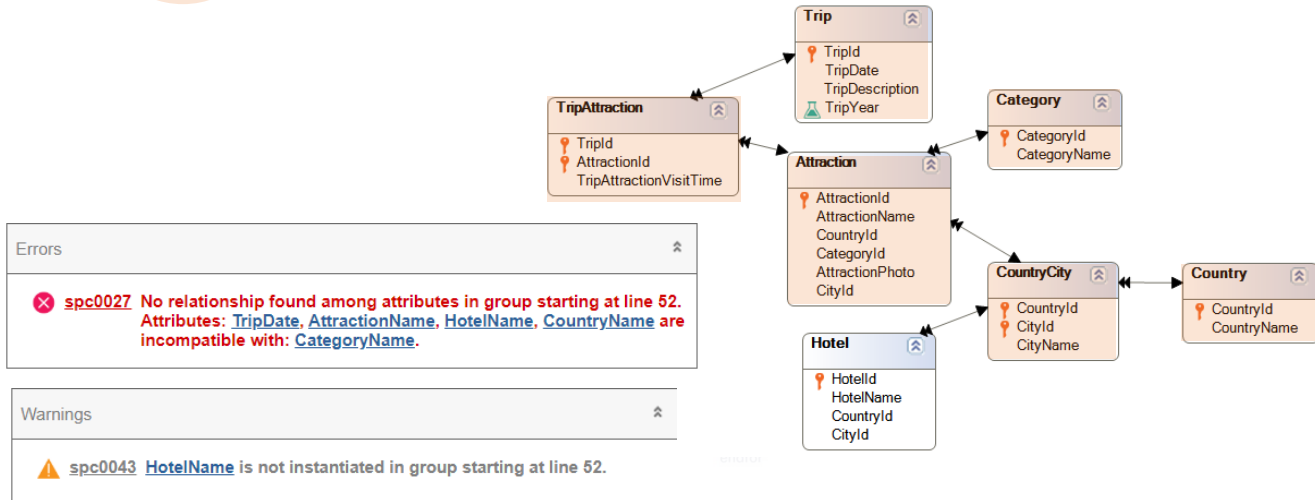 Trip
TripId
TripDate
TripDescription
TripYear
TripAttraction
TripId
AttractionId
TripAttractionVisitTime
Category
CategoryId
CategoryName
Attraction
AttractionId
AttractionName
CountryId
CategoryId
AttractionPhoto
CityId
Errors
spc0027 No relationship found among attributes in group starting at line 52.
Attributes: TripDate, AttractionName, HotelName, CountryName are
incompatible with: CategoryName.
CountryCity
CountryId
CityId
CityName
Country
CountryId
CountryName
Hotel
HotelId
HotelName
CountryId
CityId
Warnings
spc0043 HotelName is not instantiated in group starting at line 52.